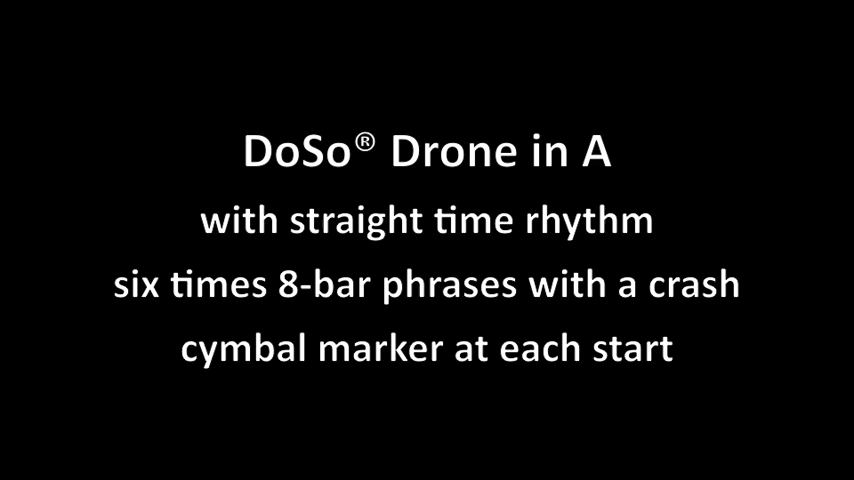 DoSo® Drone in A
with straight time rhythm
six times 8-bar phrases with a crash
cymbal marker at each start